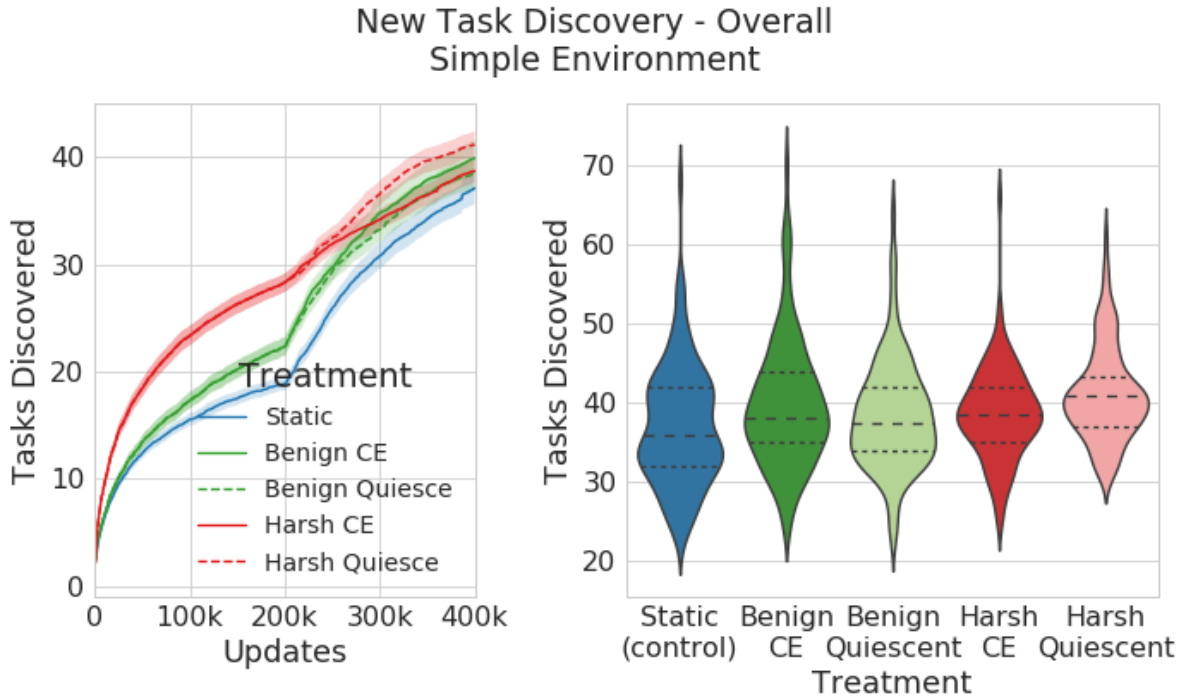 New Task Discovery - Overall
Simple Environment
Tasks Discovered
40
30
20
10
0
0
100k
200k
300k
400k
Updates
Treatment
Static
Benign CE
Benign Quiesce
Harsh CE
Harsh Quiesce
Tasks Discovered
70
60
50
40
30
20
Static
(control)
Benign
CE
Benign
Quiescent
Harsh
CE
Harsh
Quiescent
Treatment